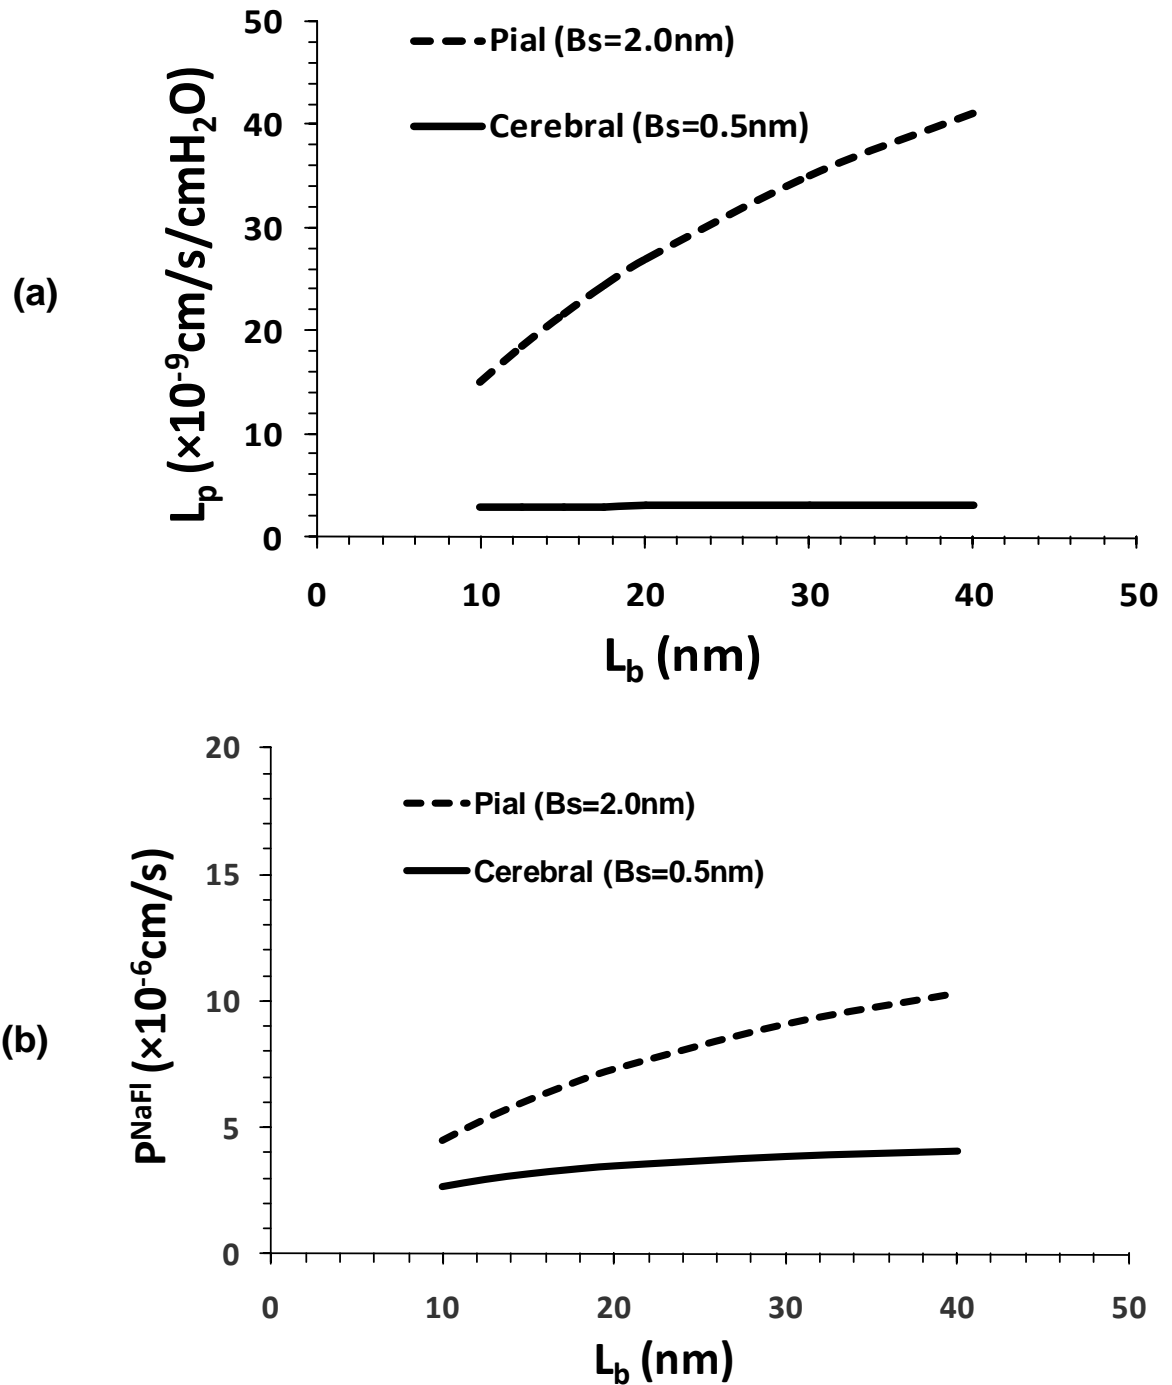 (a)
Lp (×10-9cm/s/cmH2O)
50
40
30
20
10
0
Pial (Bs=2.0nm)
Cerebral (Bs=0.5nm)
0 10 20 30 40 50
Lb (nm)
(b)
PNaFl (×10-6cm/s)
20
15
10
5
0
Pial (Bs=2.0nm)
Cerebral (Bs=0.5nm)
0 10 20 30 40 50
Lb (nm)